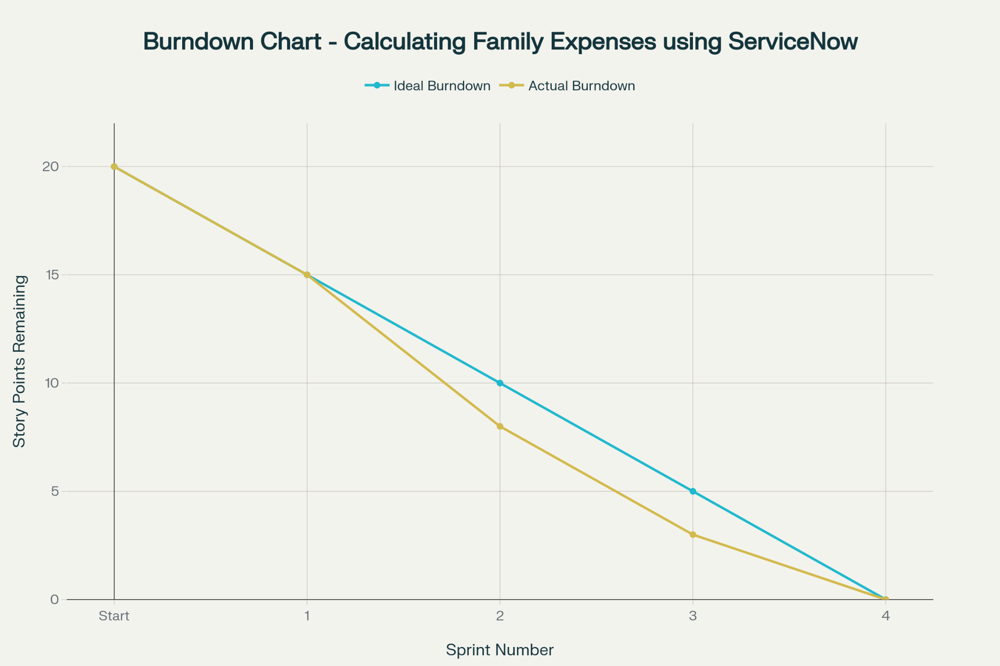 Burndown Chart - Calculating Family Expenses using ServiceNow
Ideal Burndown
Actual Burndown
Story Points Remaining
20
15
10
5
0
Start
1
2
3
4
Sprint Number